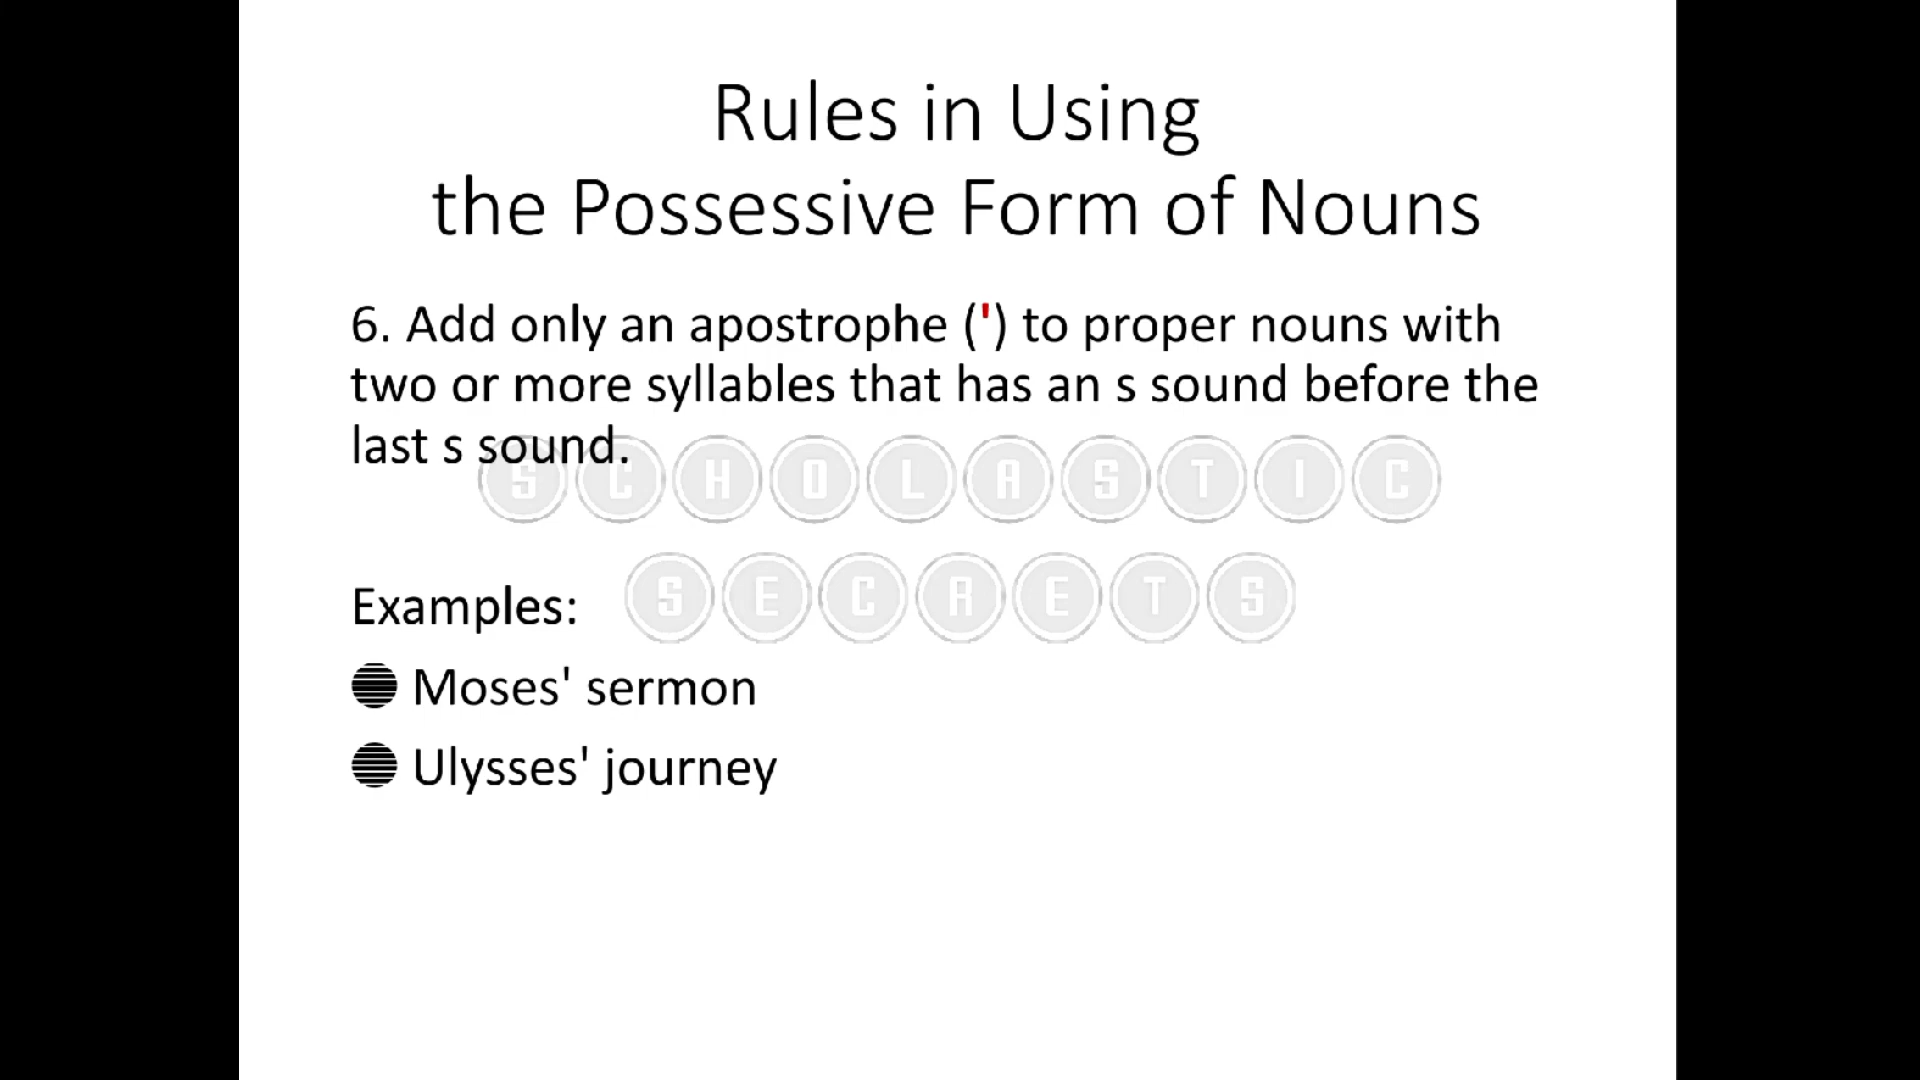 Rules in Using
the Possessive Form of Nouns
6. Add only an apostrophe (') to proper nouns with
two or more syllables that has an s sound before the
last s sound.
SCHOLASTIC
SECRETS
Examples:
Moses' sermon
Ulysses' journey